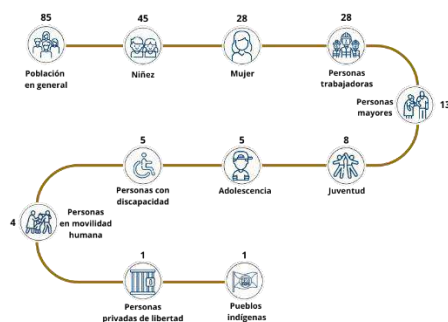 85
45
28
28
Población
en general
Niñez
Mujer
Personas
trabajadoras
Personas
mayores
13
5
5
8
Personas con
discapacidad
Adolescencia
Juventud
4
Personas
en movilidad
humana
1
1
Personas
privadas de libertad
Pueblos
indígenas